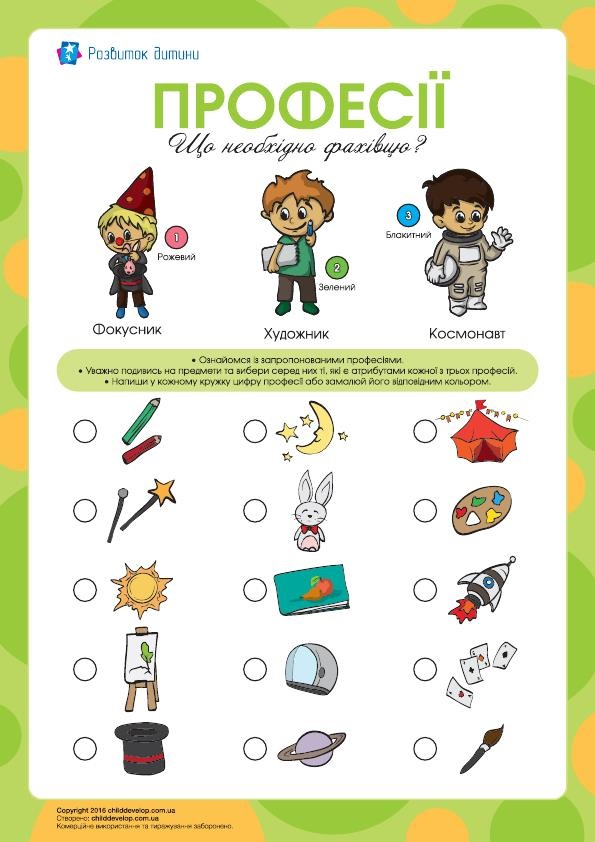 Розвиток дитини
ПРОФЕСІЇ
Що необхідно фахівцю?
1
Рожевий
2
Зелений
3
Блакитний
Фокусник
Художник
Космонавт
• Ознайомся із запропонованими професіями.
• Уважно подивись на предмети та вибери серед них ті, які є атрибутами кожної з трьох професій.
• Напиши у кожному кружку цифру професії або замалюй його відповідним кольором.
Copyright 2016 childdevelop.com.ua
Створено: childdevelop.com.ua
Комерційне використання та тиражування заборонено.